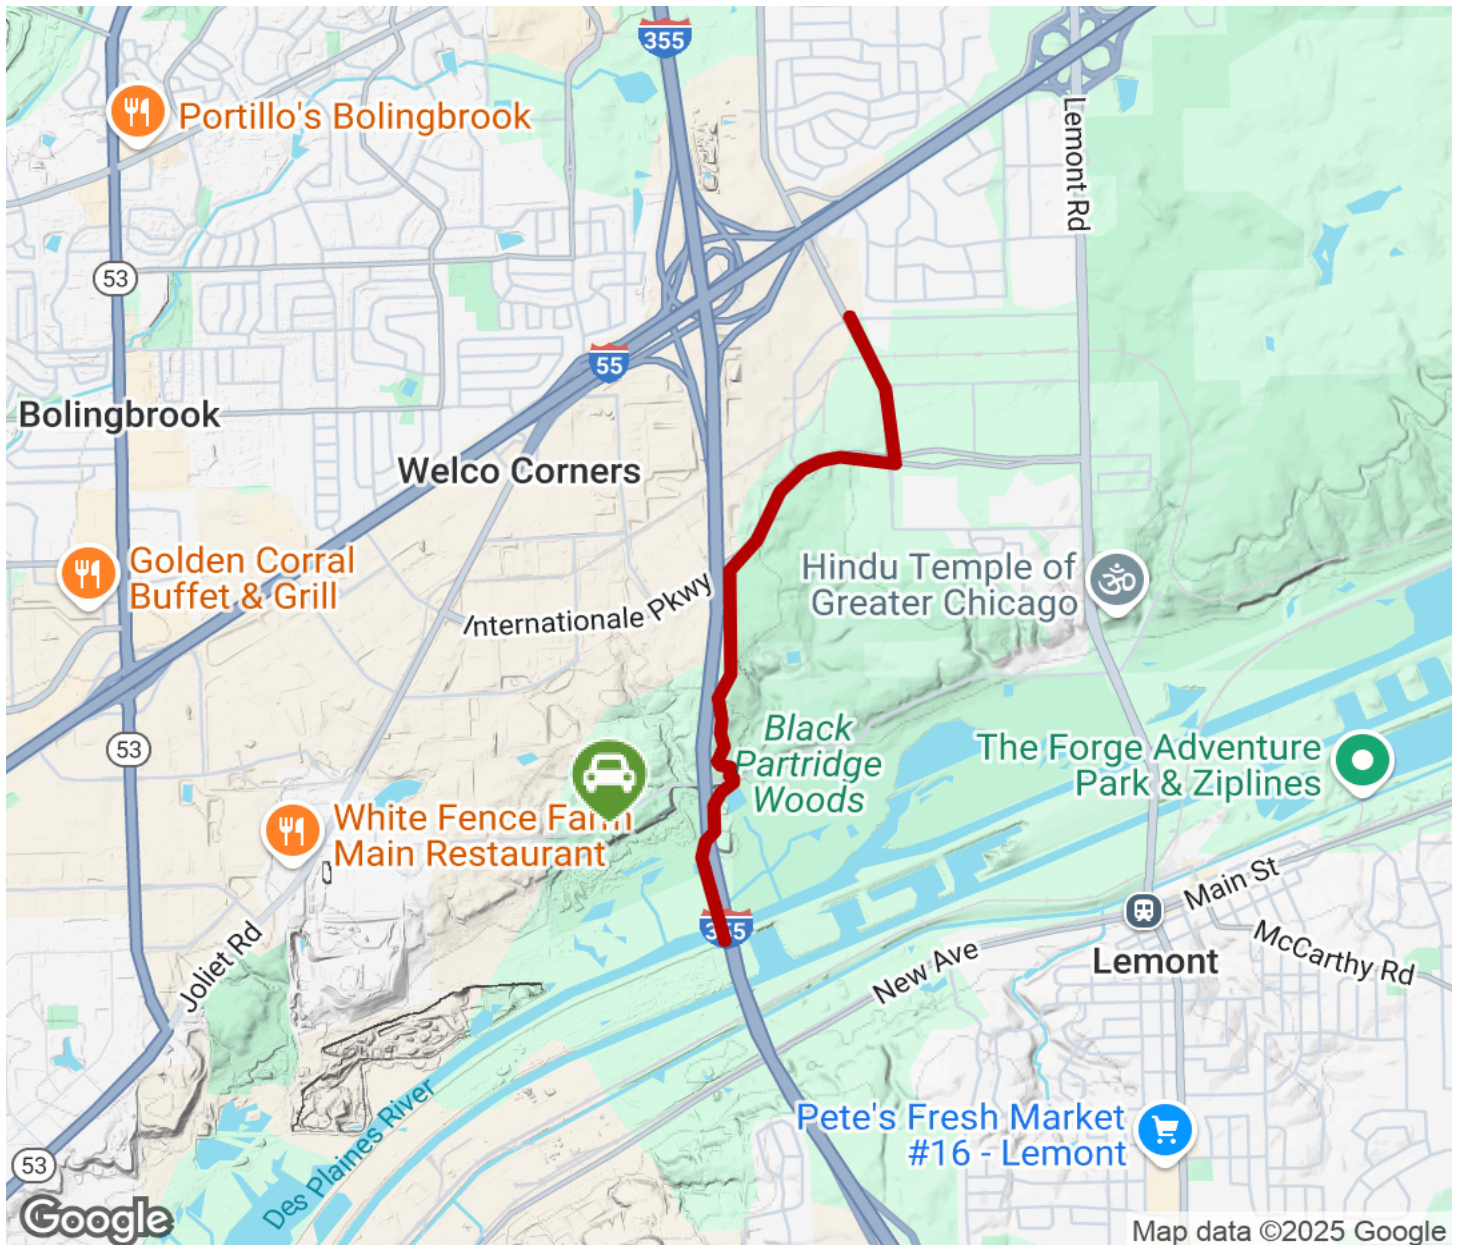 355
Portillo's Bolingbrook
Lemont Rd
53
55
Bolingbrook
Welco Corners
Golden Corral
Buffet & Grill
Internationale Pkwy
Hindu Temple of
Greater Chicago
53
Black
Partridge
Woods
The Forge Adventure
Park & Ziplines
White Fence Farm
Main Restaurant
Main St
355
Joliet Rd
New Ave
Lemont
McCarthy Rd
Des Plaines River
Pete's Fresh Market
#16 - Lemont
53
Google
Map data ©2025 Google